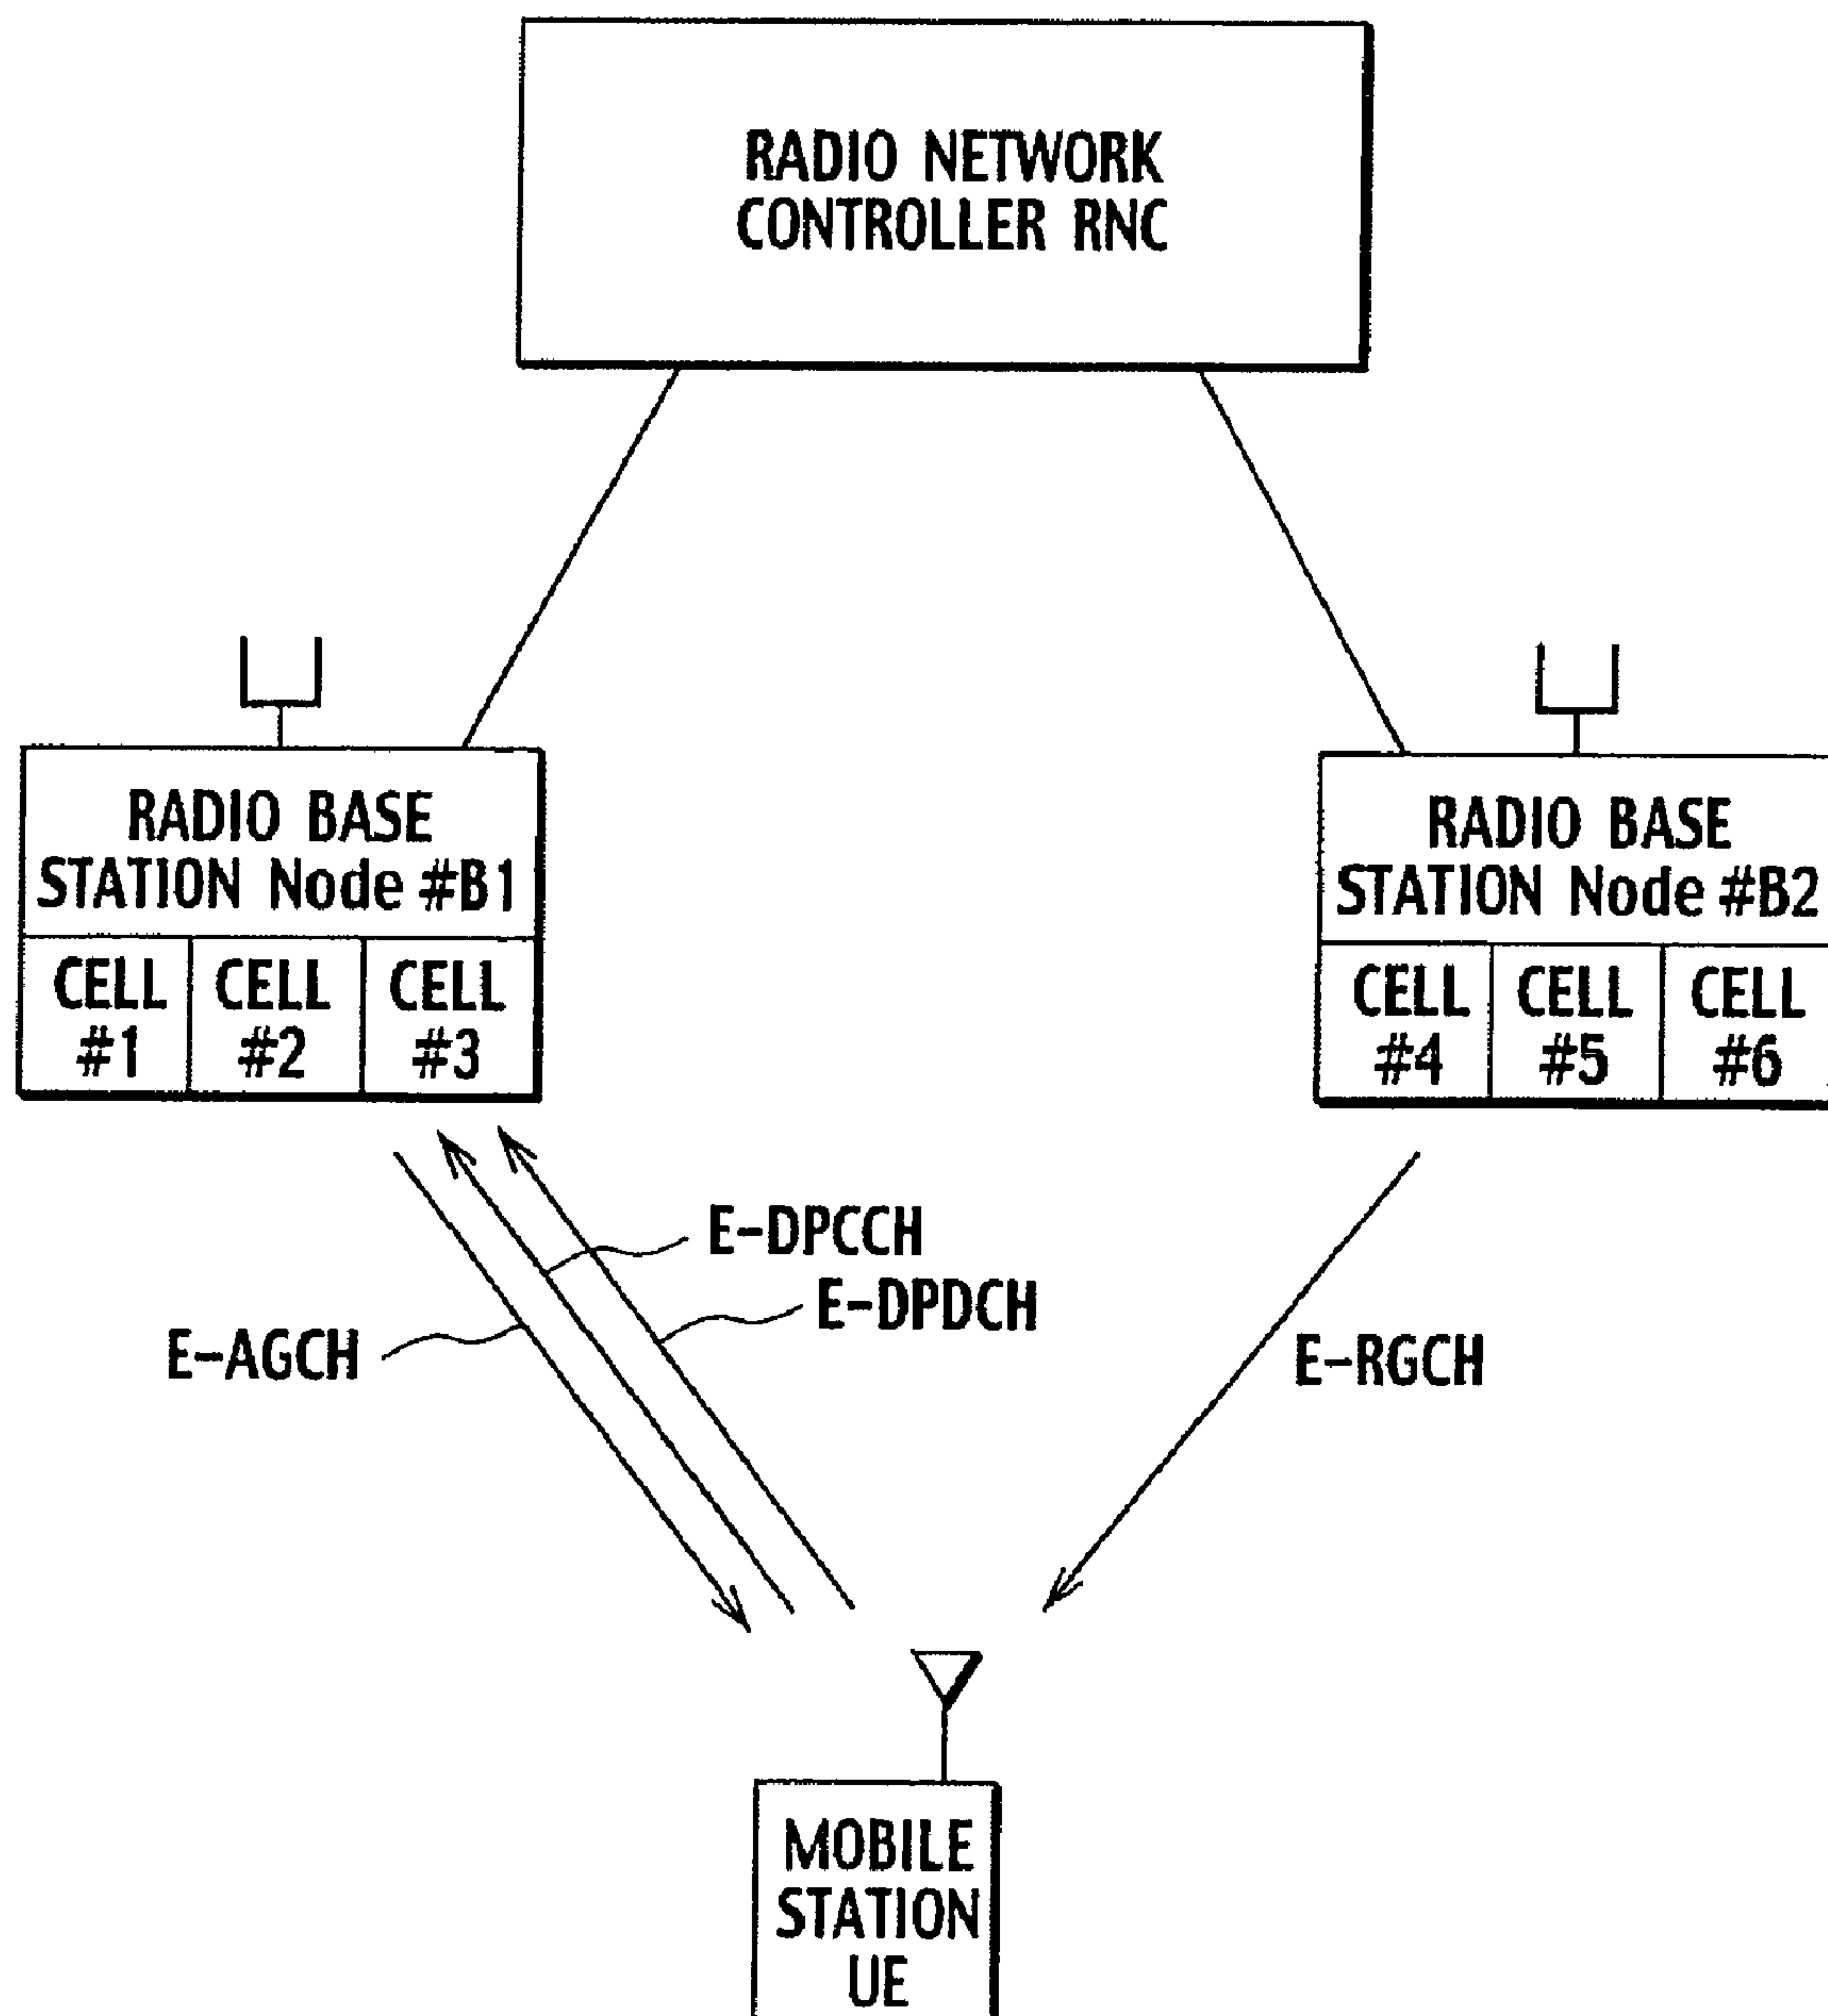 RADIO NETWORK
CONTROLLER RNC
RADIO BASE
STATION Node #B1
CELL
#1
CELL
#2
CELL
#3
RADIO BASE
STATION Node #B2
CELL
#4
CELL
#5
CELL
#6
E-DPCCH
E-DPDCH
E-AGCH
E-RGCH
MOBILE
STATION
UE